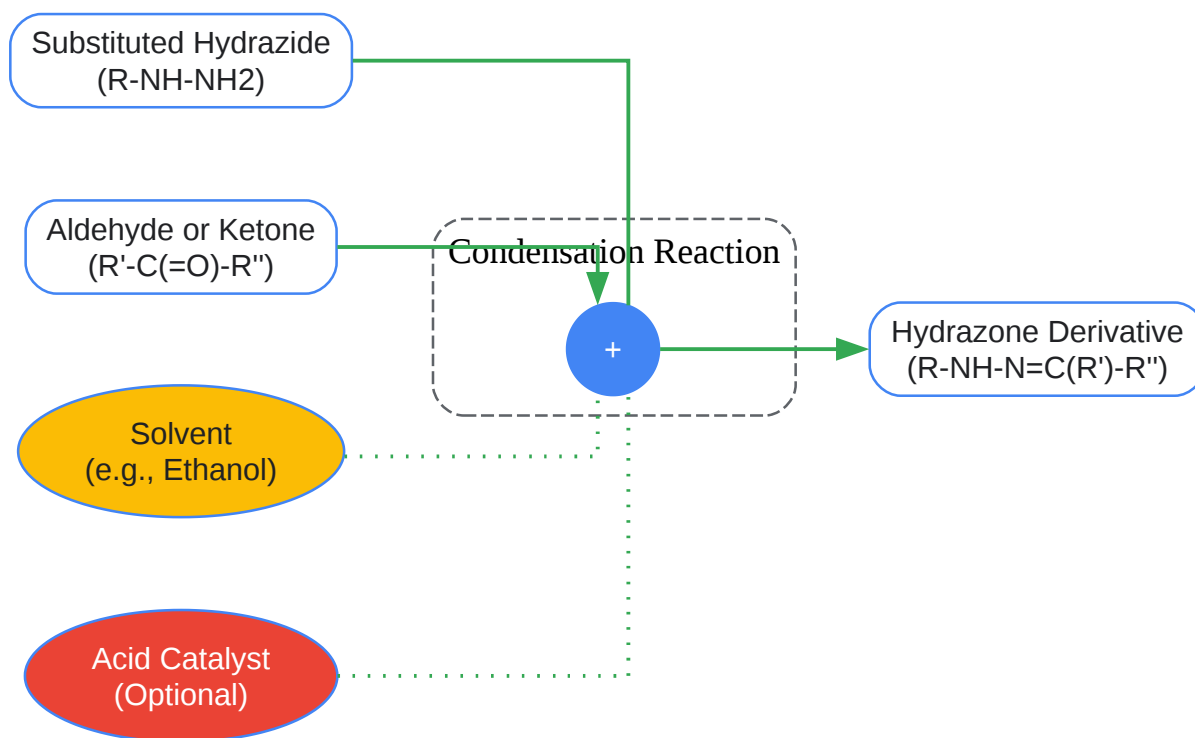 Substituted Hydrazide
(R-NH-NH2)
Aldehyde or Ketone
(R'-C(=O)-R'')
Condensation Reaction
+
Hydrazone Derivative
(R-NH-N=C(R')-R'')
Solvent
(e.g., Ethanol)
Acid Catalyst
(Optional)